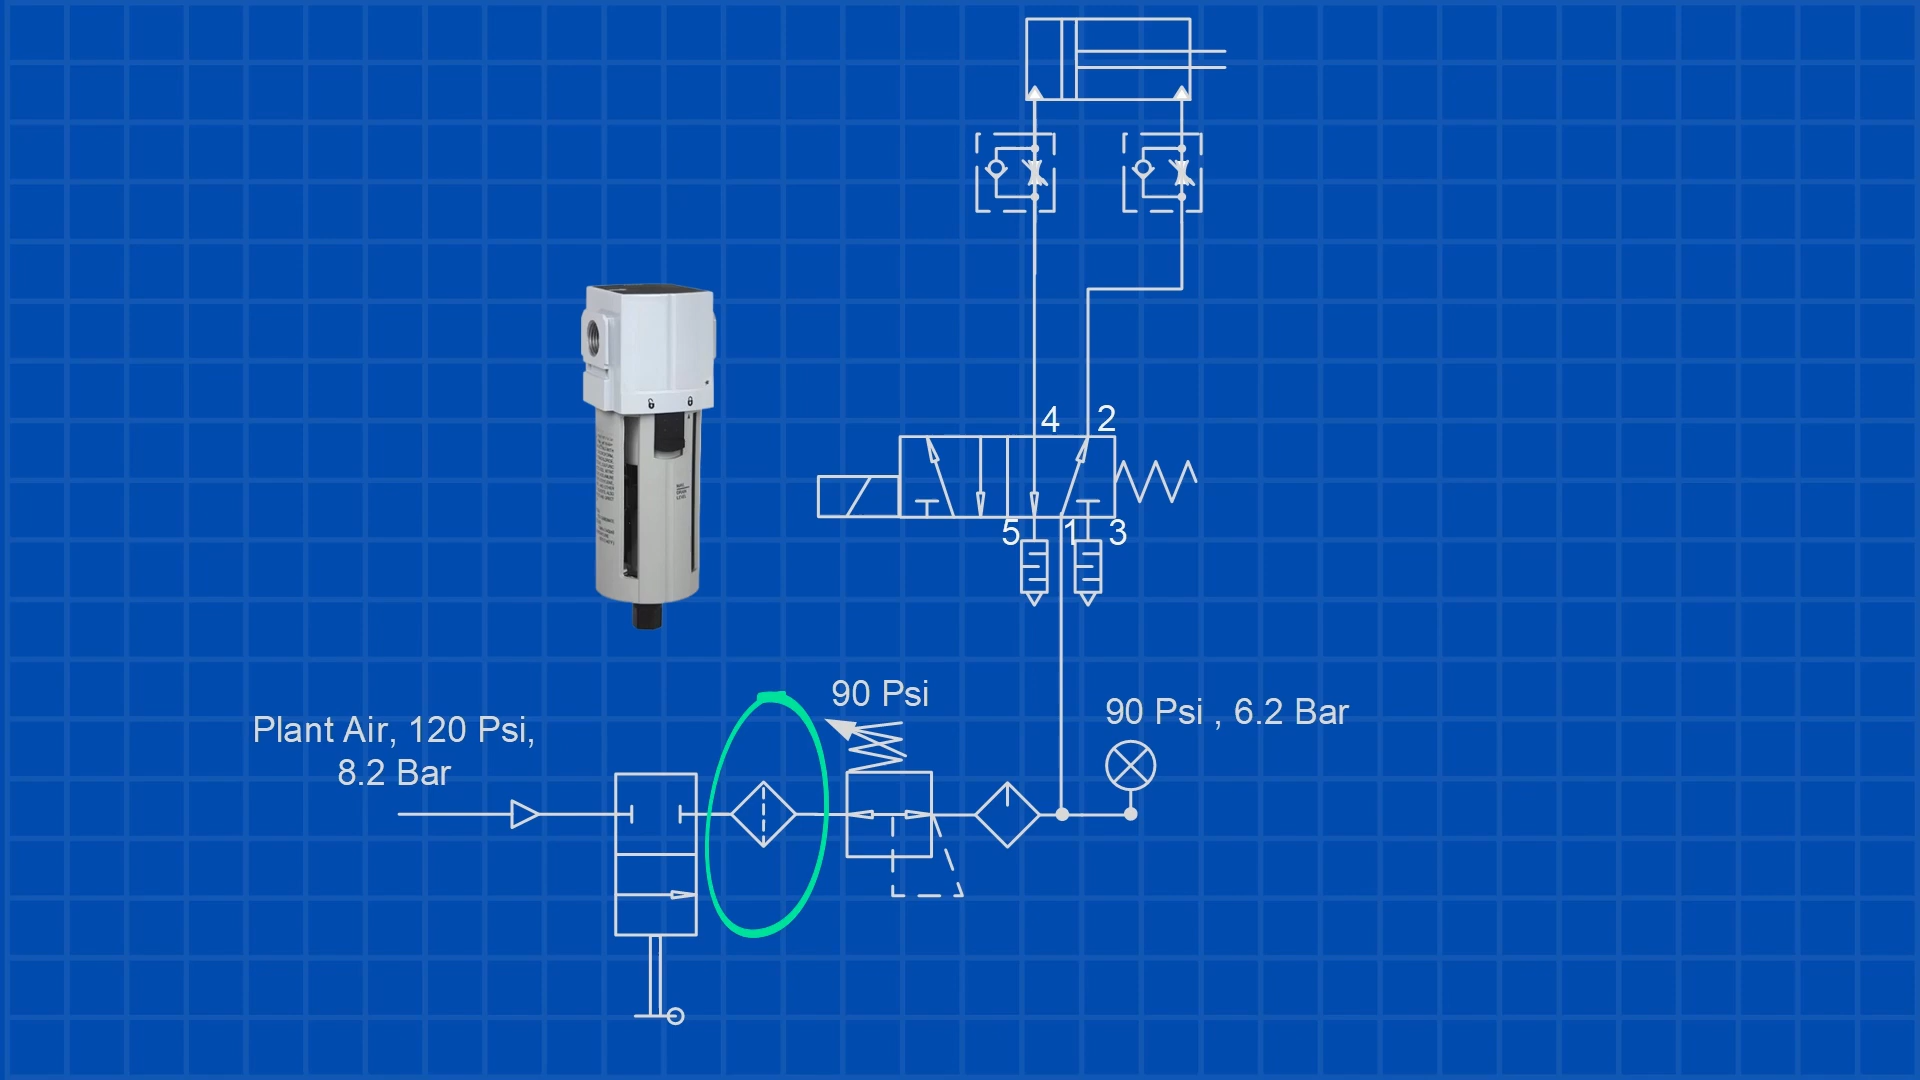 4 2
5 1 3
90 Psi
Plant Air, 120 Psi,
8.2 Bar
90 Psi , 6.2 Bar